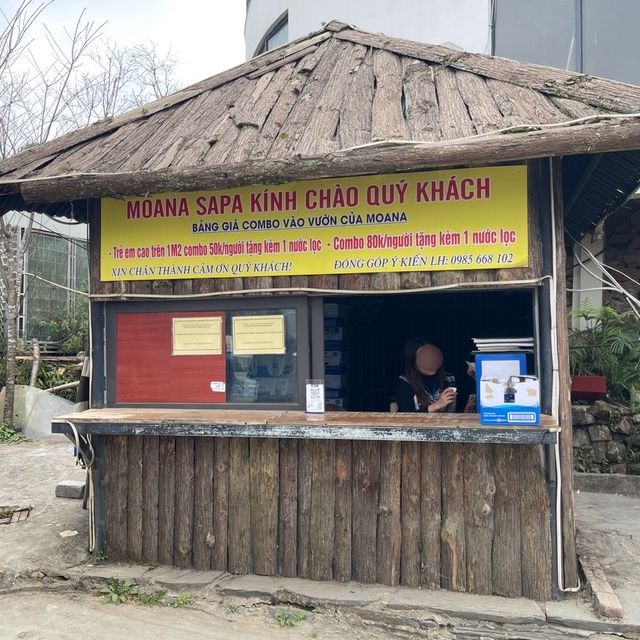 MOANA SAPA KÍNH CHÀO QUÝ KHÁCH
BẢNG GIÁ COMBO VÀO VƯỜN CỦA MOANA
- Trẻ em cao trên 1M2 combo 50k/người tặng kèm 1 nước lọc - Combo 80k/người tặng kèm 1 nước lọc
XIN CHÂN THÀNH CẢM ƠN QUÝ KHÁCH! ĐÓNG GÓP Ý KIẾN LH: 0985 668 102